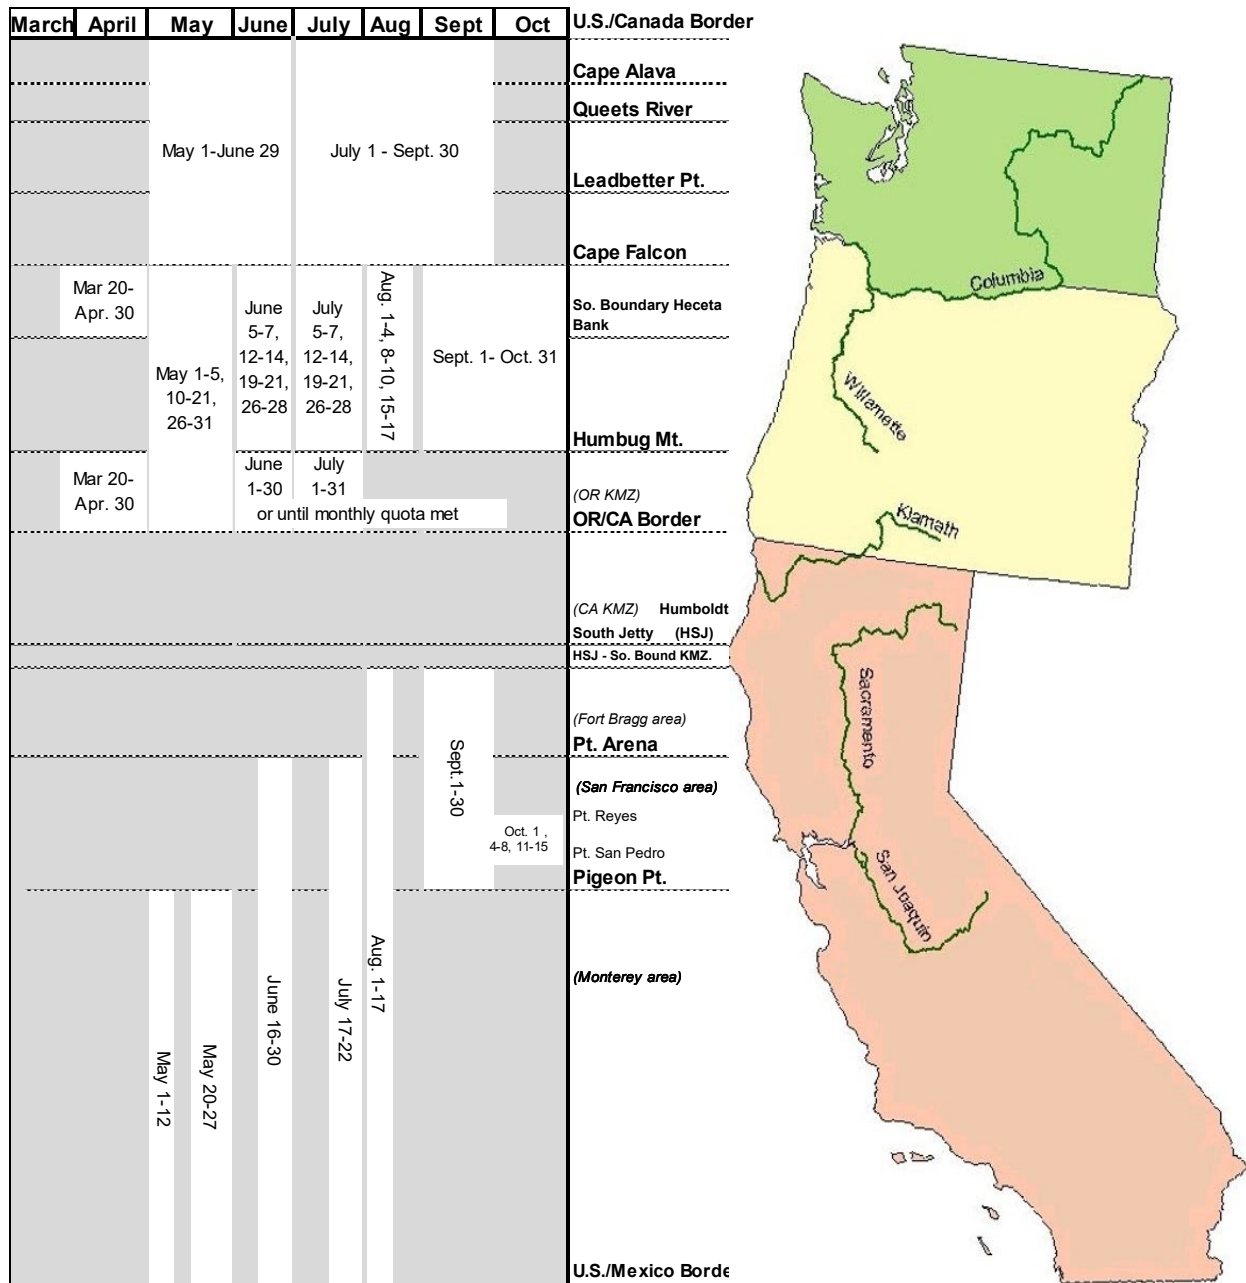 March April May June July Aug Sept Oct
U.S./Canada Border
Cape Alava
Queets River
May 1-June 29
July 1 - Sept. 30
Leadbetter Pt.
Cape Falcon
Mar 20-
Apr. 30
June
5-7,
12-14,
19-21,
26-28
July
5-7,
12-14,
19-21,
26-28
Aug. 1-4, 8-10, 15-17
So. Boundary Heceta
Bank
May 1-5,
10-21,
26-31
Sept. 1- Oct. 31
Humbug Mt.
Mar 20-
Apr. 30
June
1-30
July
1-31
or until monthly quota met
(OR KMZ)
OR/CA Border
(CA KMZ) Humboldt
South Jetty (HSJ)
HSJ - So. Bound KMZ.
(Fort Bragg area)
Pt. Arena
Sept.1-30
(San Francisco area)
Pt. Reyes
Oct. 1 ,
4-8, 11-15
Pt. San Pedro
Pigeon Pt.
Aug. 1-17
(Monterey area)
June 16-30
July 17-22
May 1-12
May 20-27
U.S./Mexico Borde
Columbia
Willamette
Klamath
Sacramento
San Joaquin